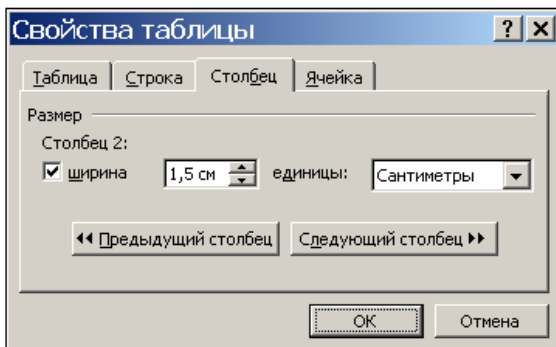 Свойства таблицы
Таблица Строка Столбец Ячейка
Размер
Столбец 2:
ширина 1,5 см единицы: Сантиметры
Предыдущий столбец Следующий столбец
ОК Отмена